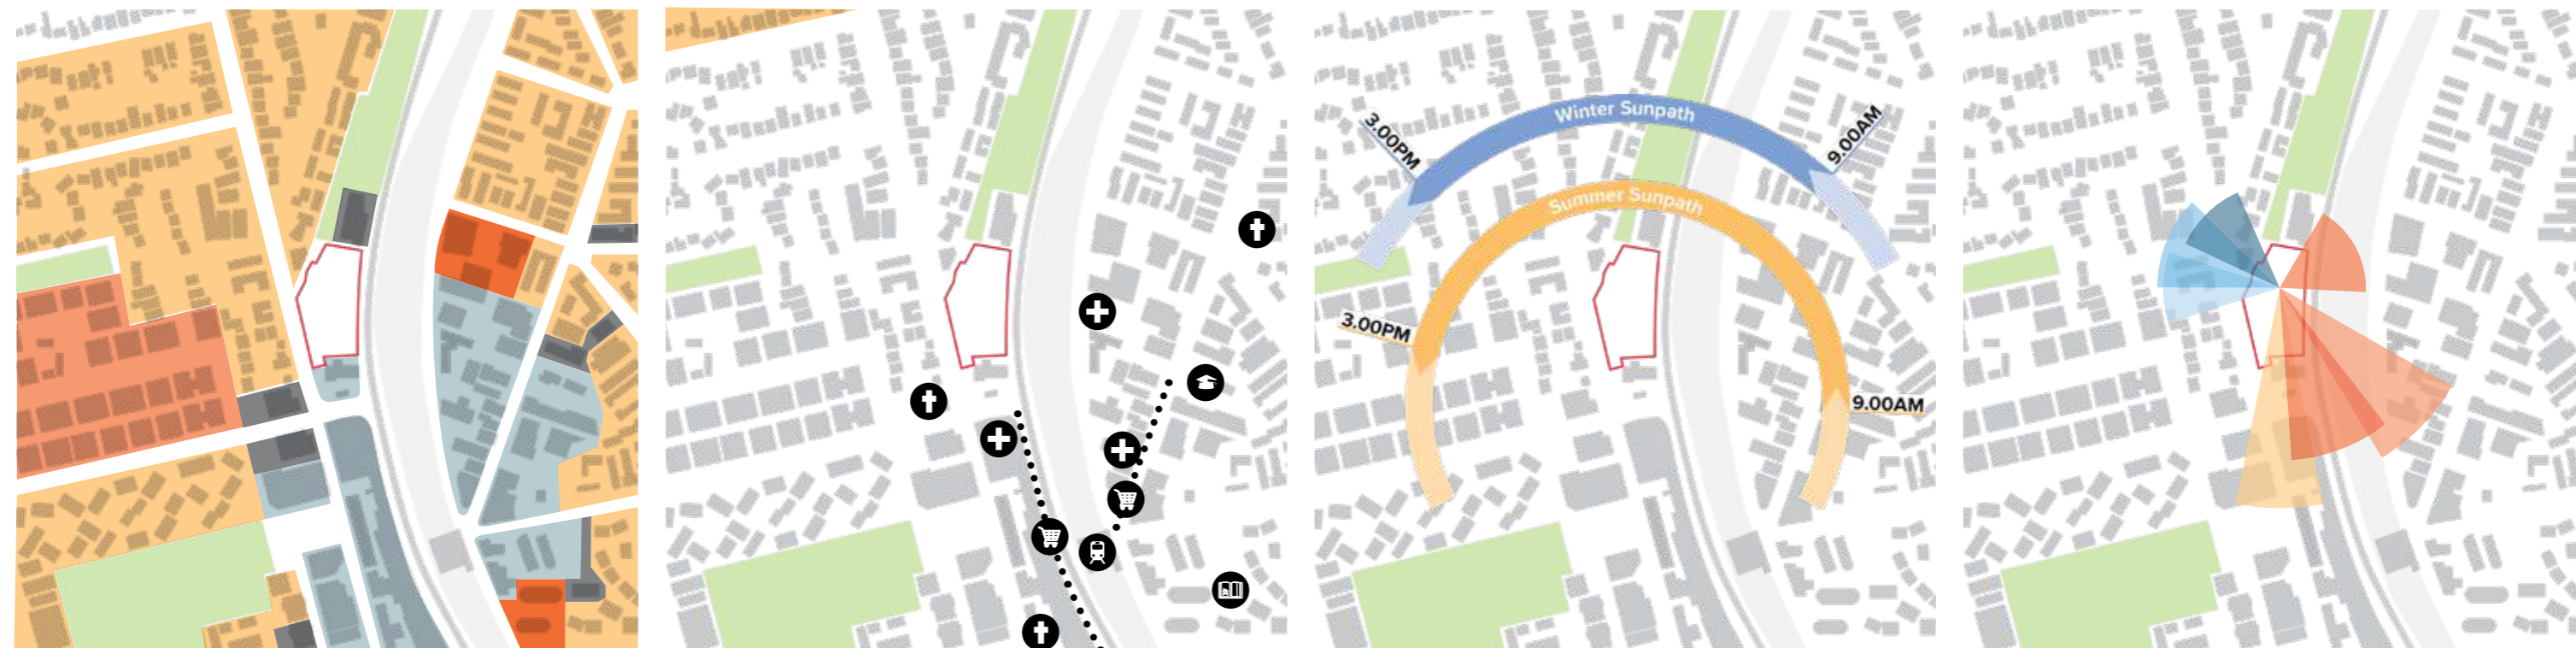 Winter Sunpath
3.00PM
9.00AM
Summer Sunpath
3.00PM
9.00AM